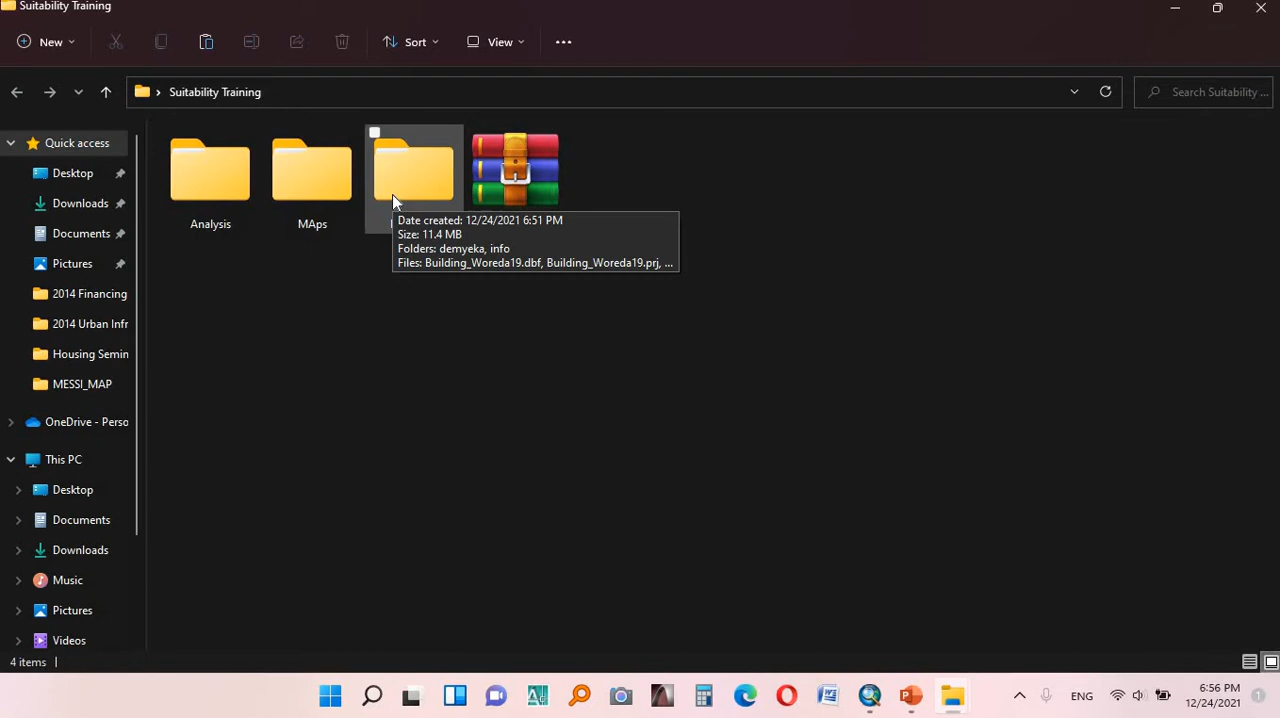 Suitability Training
New
Sort
View
Suitability Training
Search Suitability ...
Quick access
Desktop
Downloads
Documents
Pictures
2014 Financing
2014 Urban Infr
Housing Semin
MESSI_MAP
OneDrive - Perso
This PC
Desktop
Documents
Downloads
Music
Pictures
Videos
Analysis
MAps
Date created: 12/24/2021 6:51 PM
Size: 11.4 MB
Folders: demyeka, info
Files: Building_Woreda19.dbf, Building_Woreda19.prj, ...
4 items
ENG
6:56 PM
12/24/2021
1